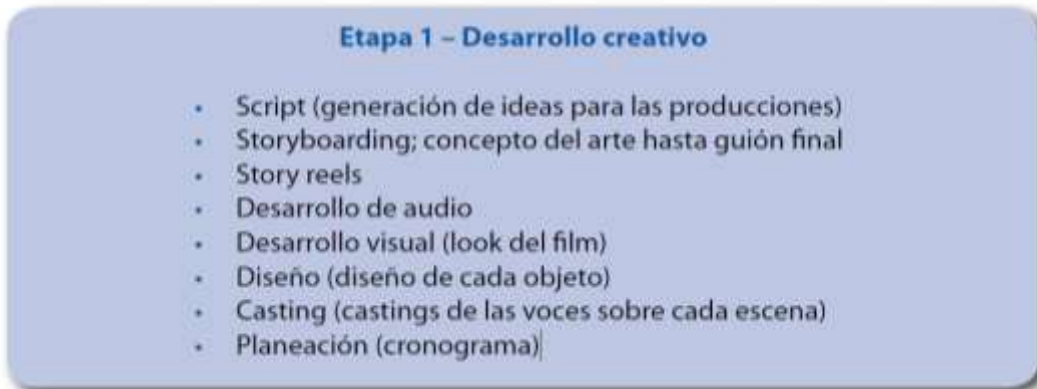 Etapa 1 – Desarrollo creativo
• Script (generación de ideas para las producciones)
• Storyboarding; concepto del arte hasta guión final
• Story reels
• Desarrollo de audio
• Desarrollo visual (look del film)
• Diseño (diseño de cada objeto)
• Casting (castings de las voces sobre cada escena)
• Planeación (cronograma)